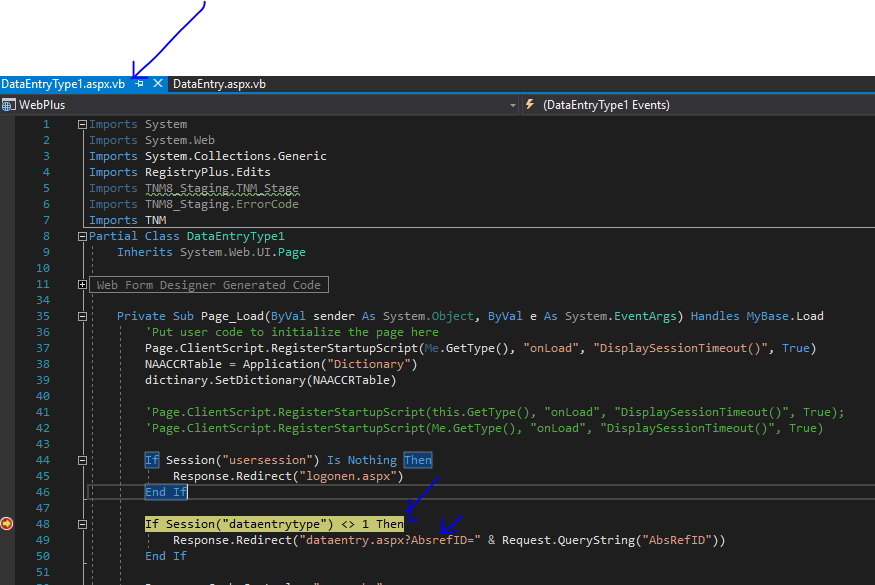 DataEntryType1.aspx.vb DataEntry.aspx.vb
WebPlus (DataEntryType1 Events)
1 Imports System
2 Imports System.Web
3 Imports System.Collections.Generic
4 Imports RegistryPlus.Edits
5 Imports TNM8_Staging.TNM_Stage
6 Imports TNM8_Staging.ErrorCode
7 Imports TNM
8 Partial Class DataEntryType1
9 Inherits System.Web.UI.Page
10
11 Web Form Designer Generated Code
34
35 Private Sub Page_Load(ByVal sender As System.Object, ByVal e As System.EventArgs) Handles MyBase.Load
36 'Put user code to initialize the page here
37 Page.ClientScript.RegisterStartupScript(Me.GetType(), "onLoad", "DisplaySessionTimeout()", True)
38 NAACCRTable = Application("Dictionary")
39 dictinary.SetDictionary(NAACCRTable)
40
41 'Page.ClientScript.RegisterStartupScript(this.GetType(), "onLoad", "DisplaySessionTimeout()", True);
42 'Page.ClientScript.RegisterStartupScript(Me.GetType(), "onLoad", "DisplaySessionTimeout()", True)
43
44 If Session("usersession") Is Nothing Then
45 Response.Redirect("logonen.aspx")
46 End If
47
48 If Session("dataentrytype") <> 1 Then
49 Response.Redirect("dataentry.aspx?AbsrefID=" & Request.QueryString("AbsRefID"))
50 End If
51